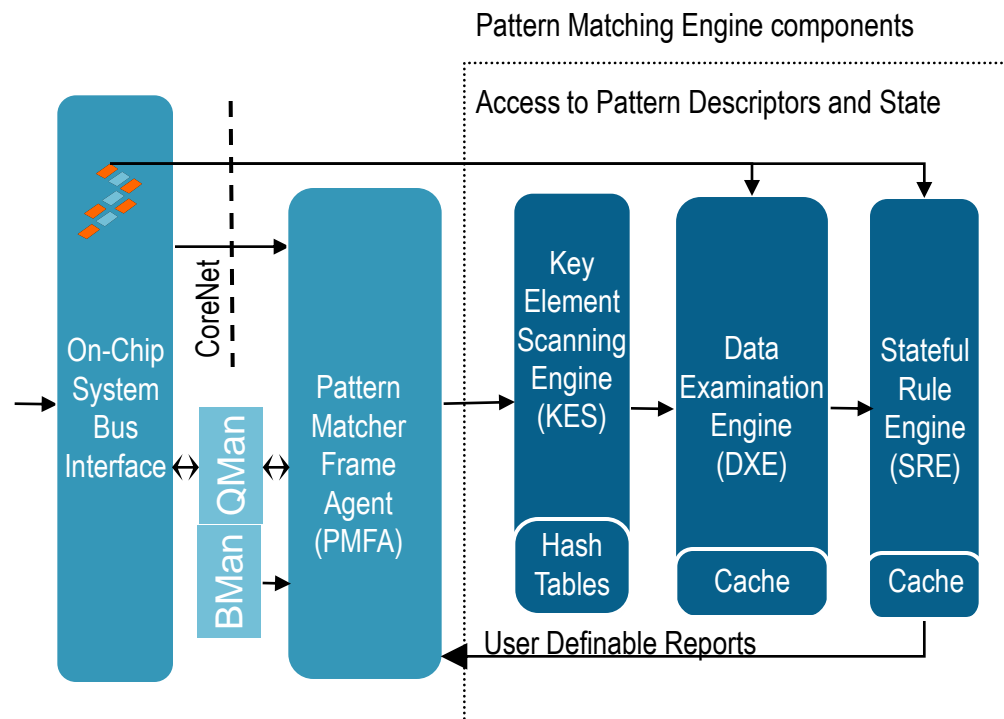 Pattern Matching Engine components
Access to Pattern Descriptors and State
On-Chip
System
Bus
Interface
CoreNet
QMan
BMan
Pattern
Matcher
Frame
Agent
(PMFA)
Key
Element
Scanning
Engine
(KES)
Hash
Tables
Data
Examination
Engine
(DXE)
Cache
Stateful
Rule
Engine
(SRE)
Cache
User Definable Reports